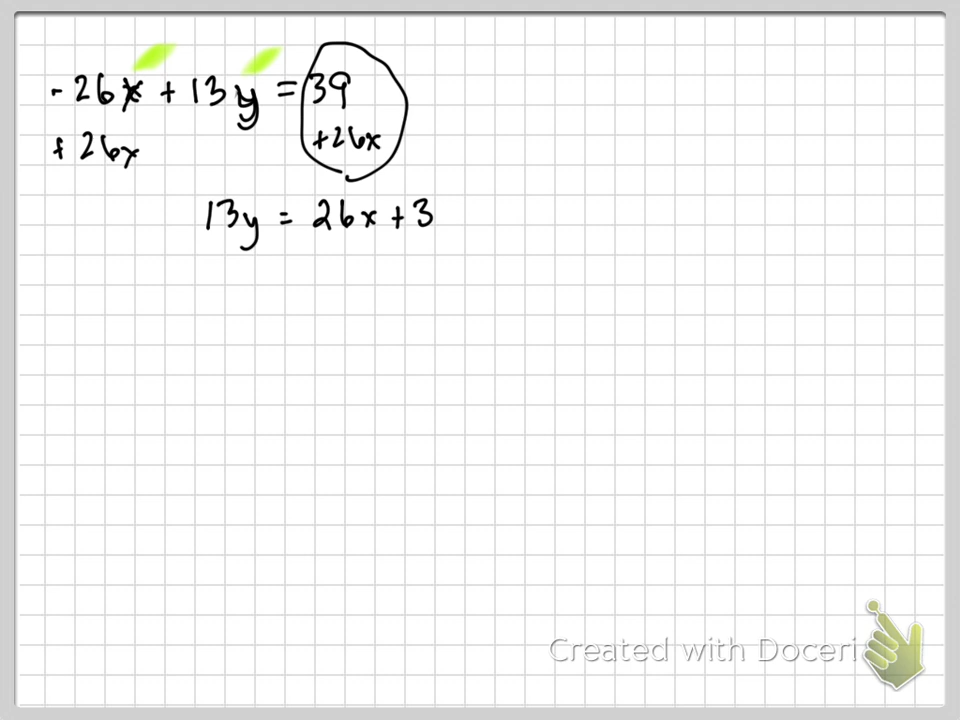 -26x + 13y = 39
+ 26x +26x
13y = 26x + 3
Created with Doceri